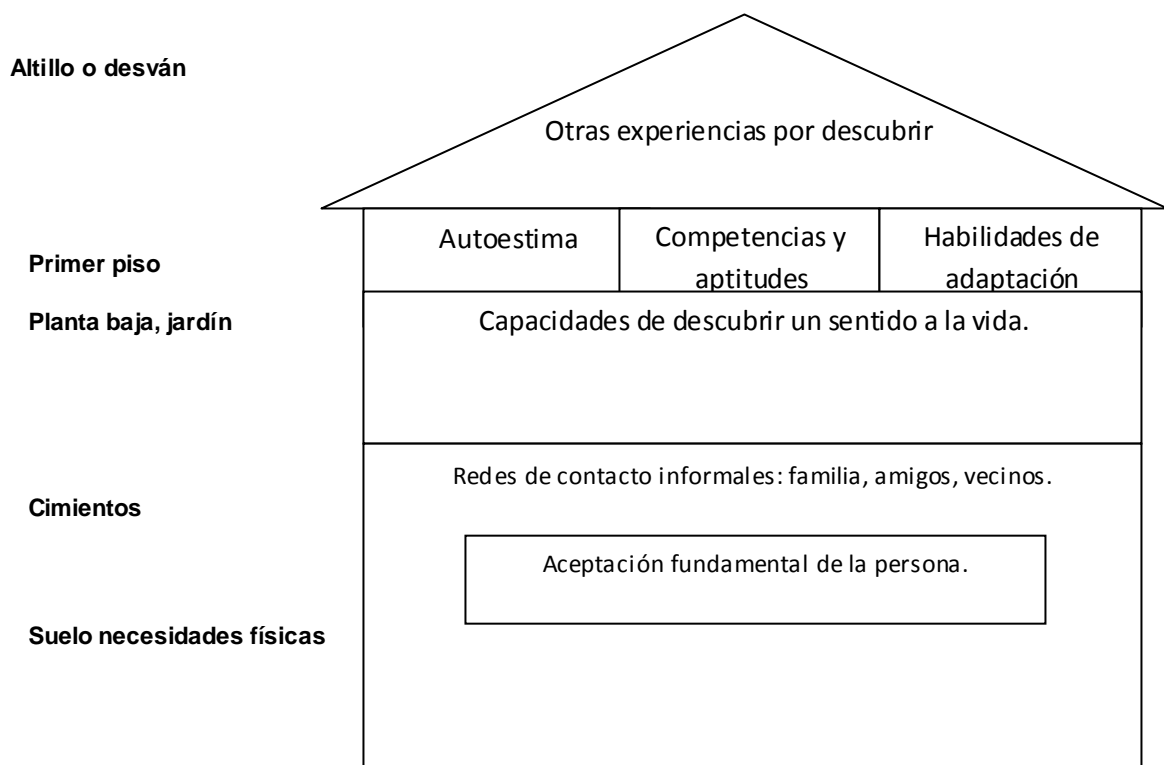 Altillo o desván
Otras experiencias por descubrir
Primer piso
Autoestima
Competencias y
aptitudes
Habilidades de
adaptación
Planta baja, jardín
Capacidades de descubrir un sentido a la vida.
Cimientos
Redes de contacto informales: familia, amigos, vecinos.
Aceptación fundamental de la persona.
Suelo necesidades físicas